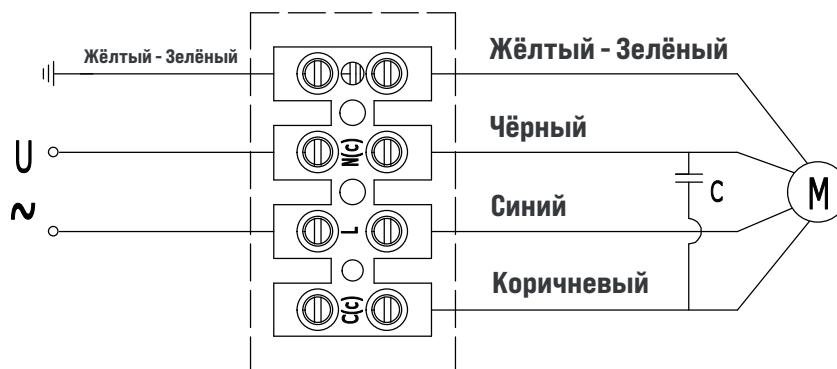 Жёлтый - Зелёный
Жёлтый - Зелёный
U
N(c)
Чёрный
~
C
M
L
Синий
C(c)
Коричневый